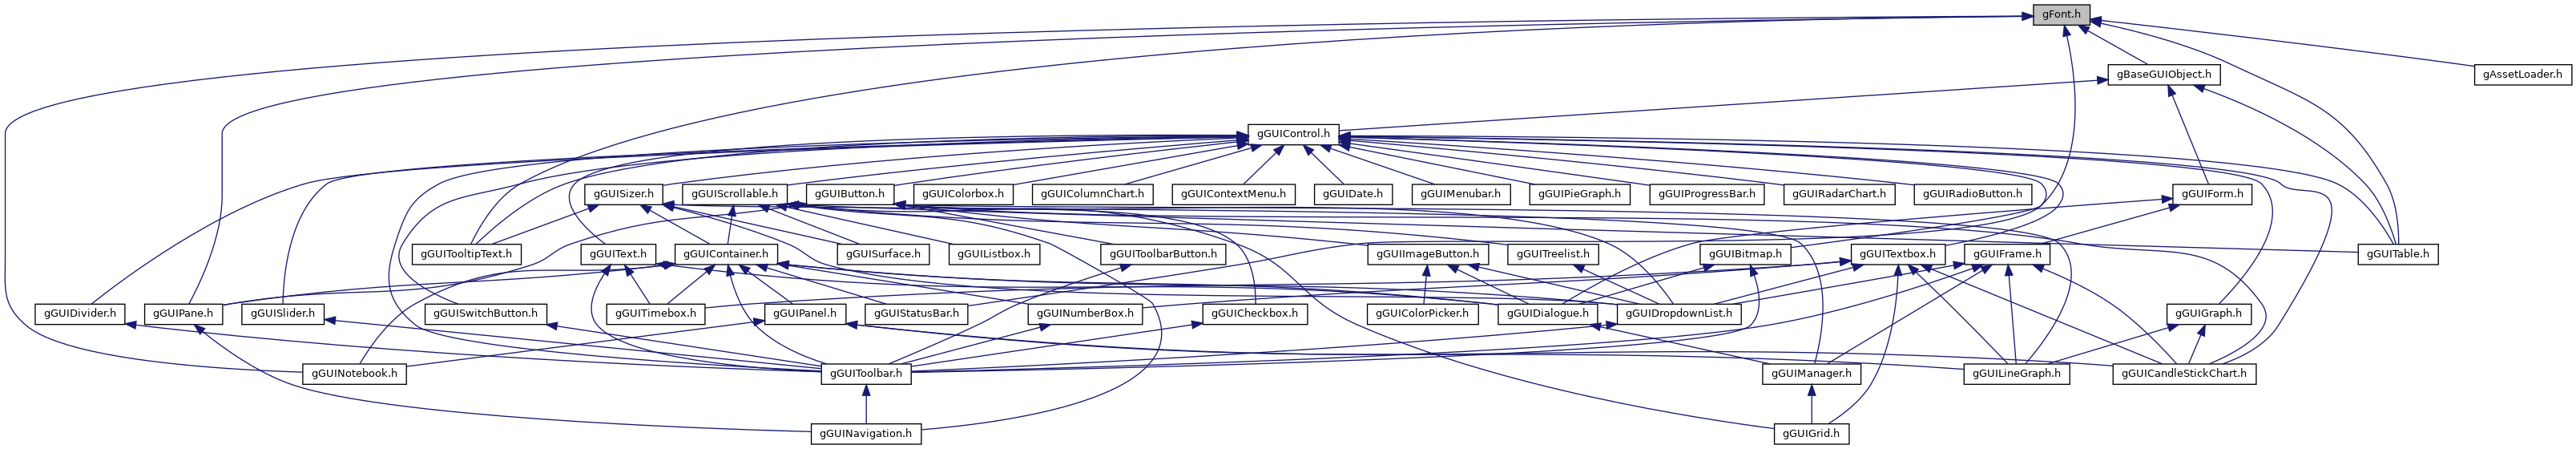 gFont.h
gBaseGUIObject.h
gAssetLoader.h
gGUIControl.h
gGUISizer.h
gGUIScrollable.h
gGUIButton.h
gGUIColorbox.h
gGUIColumnChart.h
gGUIContextMenu.h
gGUIDate.h
gGUIMenubar.h
gGUIPieGraph.h
gGUIProgressBar.h
gGUIRadarChart.h
gGUIRadioButton.h
gGUIForm.h
gGUITooltipText.h
gGUIText.h
gGUIContainer.h
gGUISurface.h
gGUIListbox.h
gGUIToolbarButton.h
gGUIImageButton.h
gGUITreelist.h
gGUIBitmap.h
gGUITextbox.h
gGUIFrame.h
gGUITable.h
gGUIDivider.h
gGUIPane.h
gGUISlider.h
gGUISwitchButton.h
gGUITimebox.h
gGUIPanel.h
gGUIStatusBar.h
gGUINumberBox.h
gGUICheckbox.h
gGUIColorPicker.h
gGUIDialogue.h
gGUIDropdownList.h
gGUIGraph.h
gGUINotebook.h
gGUIToolbar.h
gGUIManager.h
gGUILineGraph.h
gGUICandleStickChart.h
gGUINavigation.h
gGUIGrid.h